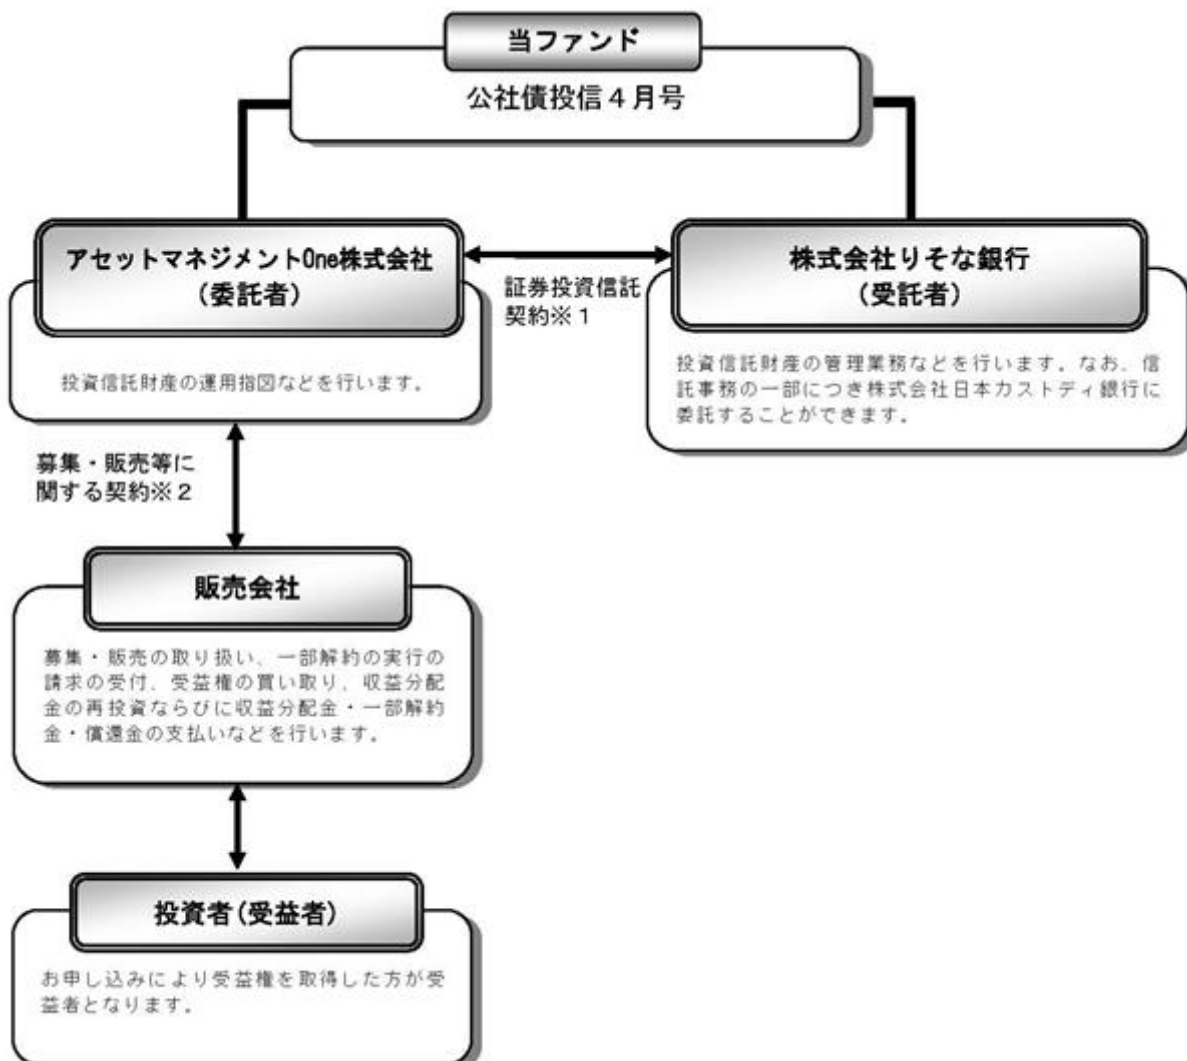 当ファンド
公社債投信４月号
アセットマネジメントOne株式会社
（委託者）
投資信託財産の運用指図などを行います。
証券投資信託
契約※１
株式会社りそな銀行
（受託者）
投資信託財産の管理業務などを行います。なお、信
託事務の一部につき株式会社日本カストディ銀行に
委託することができます。
募集・販売等に
関する契約※２
販売会社
募集・販売の取り扱い、一部解約の実行の
請求の受付、受益権の買い取り、収益分配
金の再投資ならびに収益分配金・一部解約
金・償還金の支払いなどを行います。
投資者（受益者）
お申し込みにより受益権を取得した方が受
益者となります。